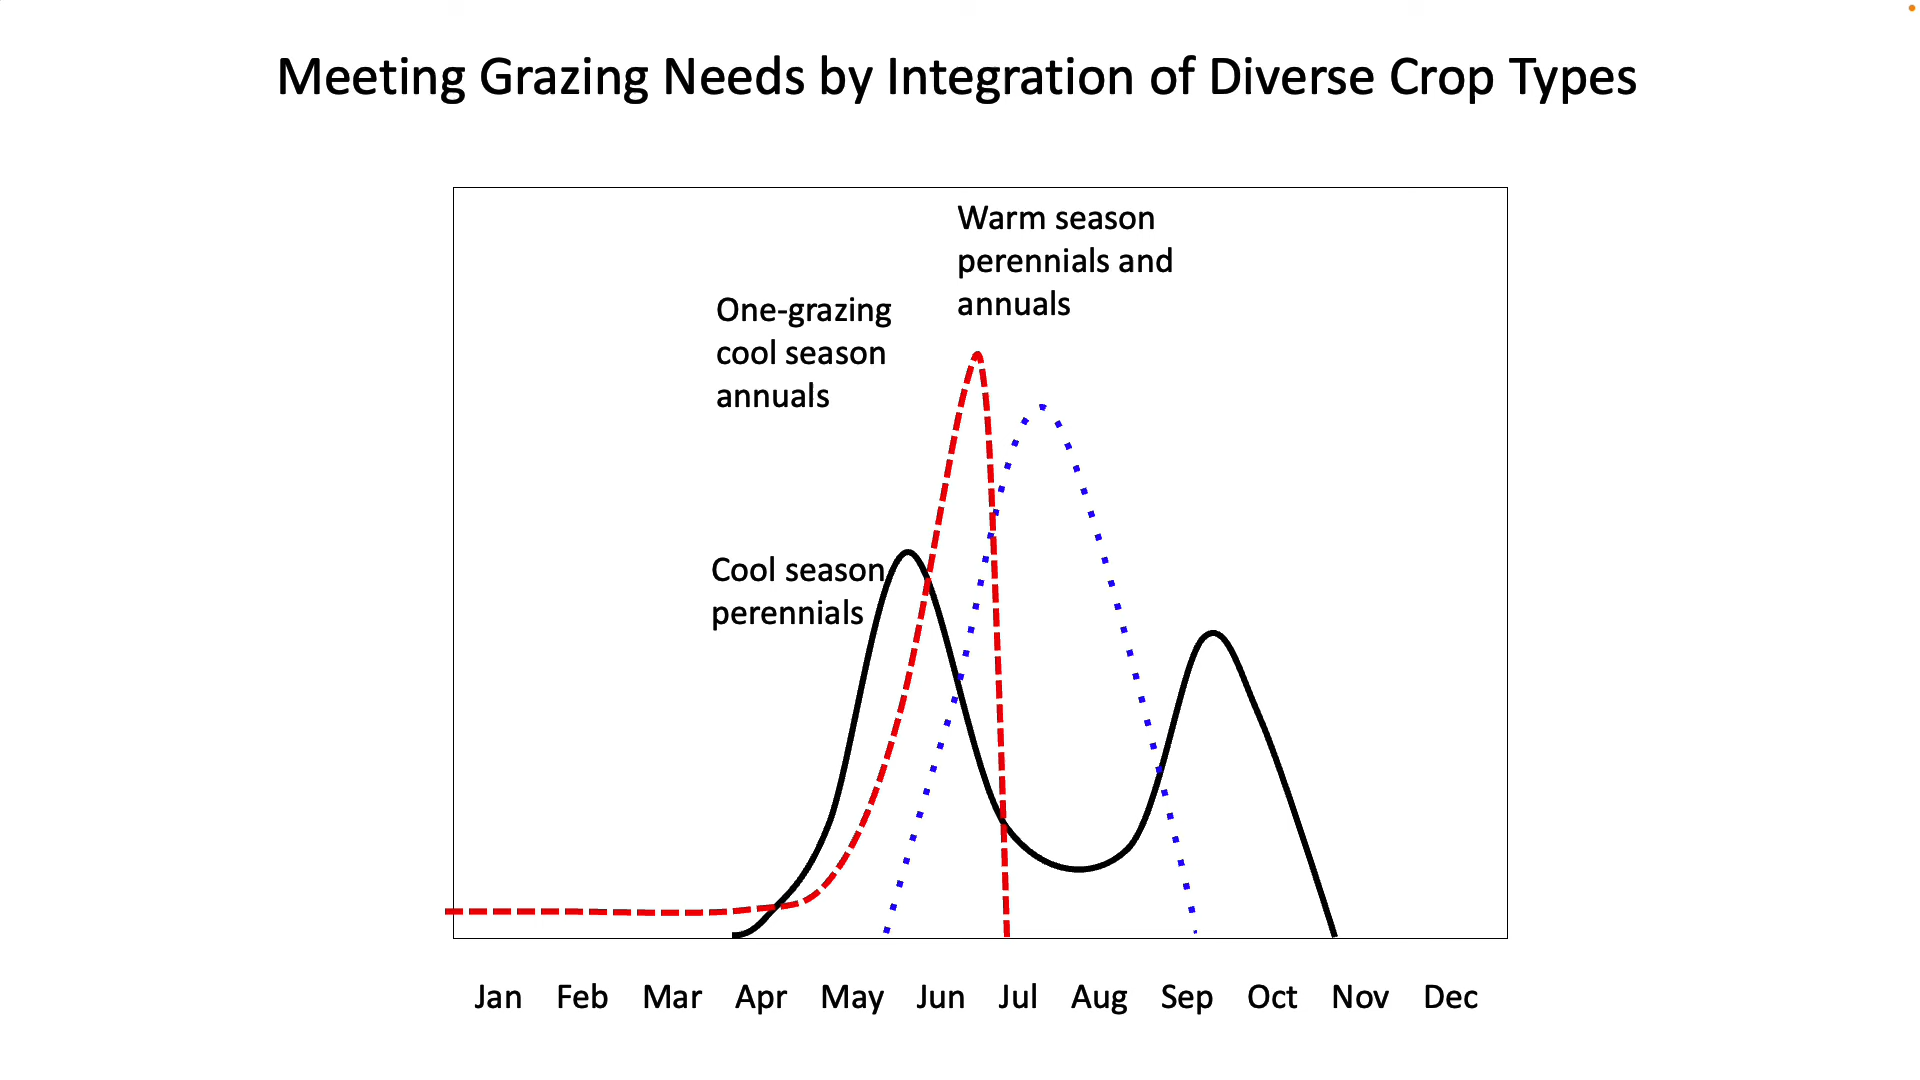 Meeting Grazing Needs by Integration of Diverse Crop Types
Warm season
perennials and
annuals
One-grazing
cool season
annuals
Cool season
perennials
Jan Feb Mar Apr May Jun Jul Aug Sep Oct Nov Dec